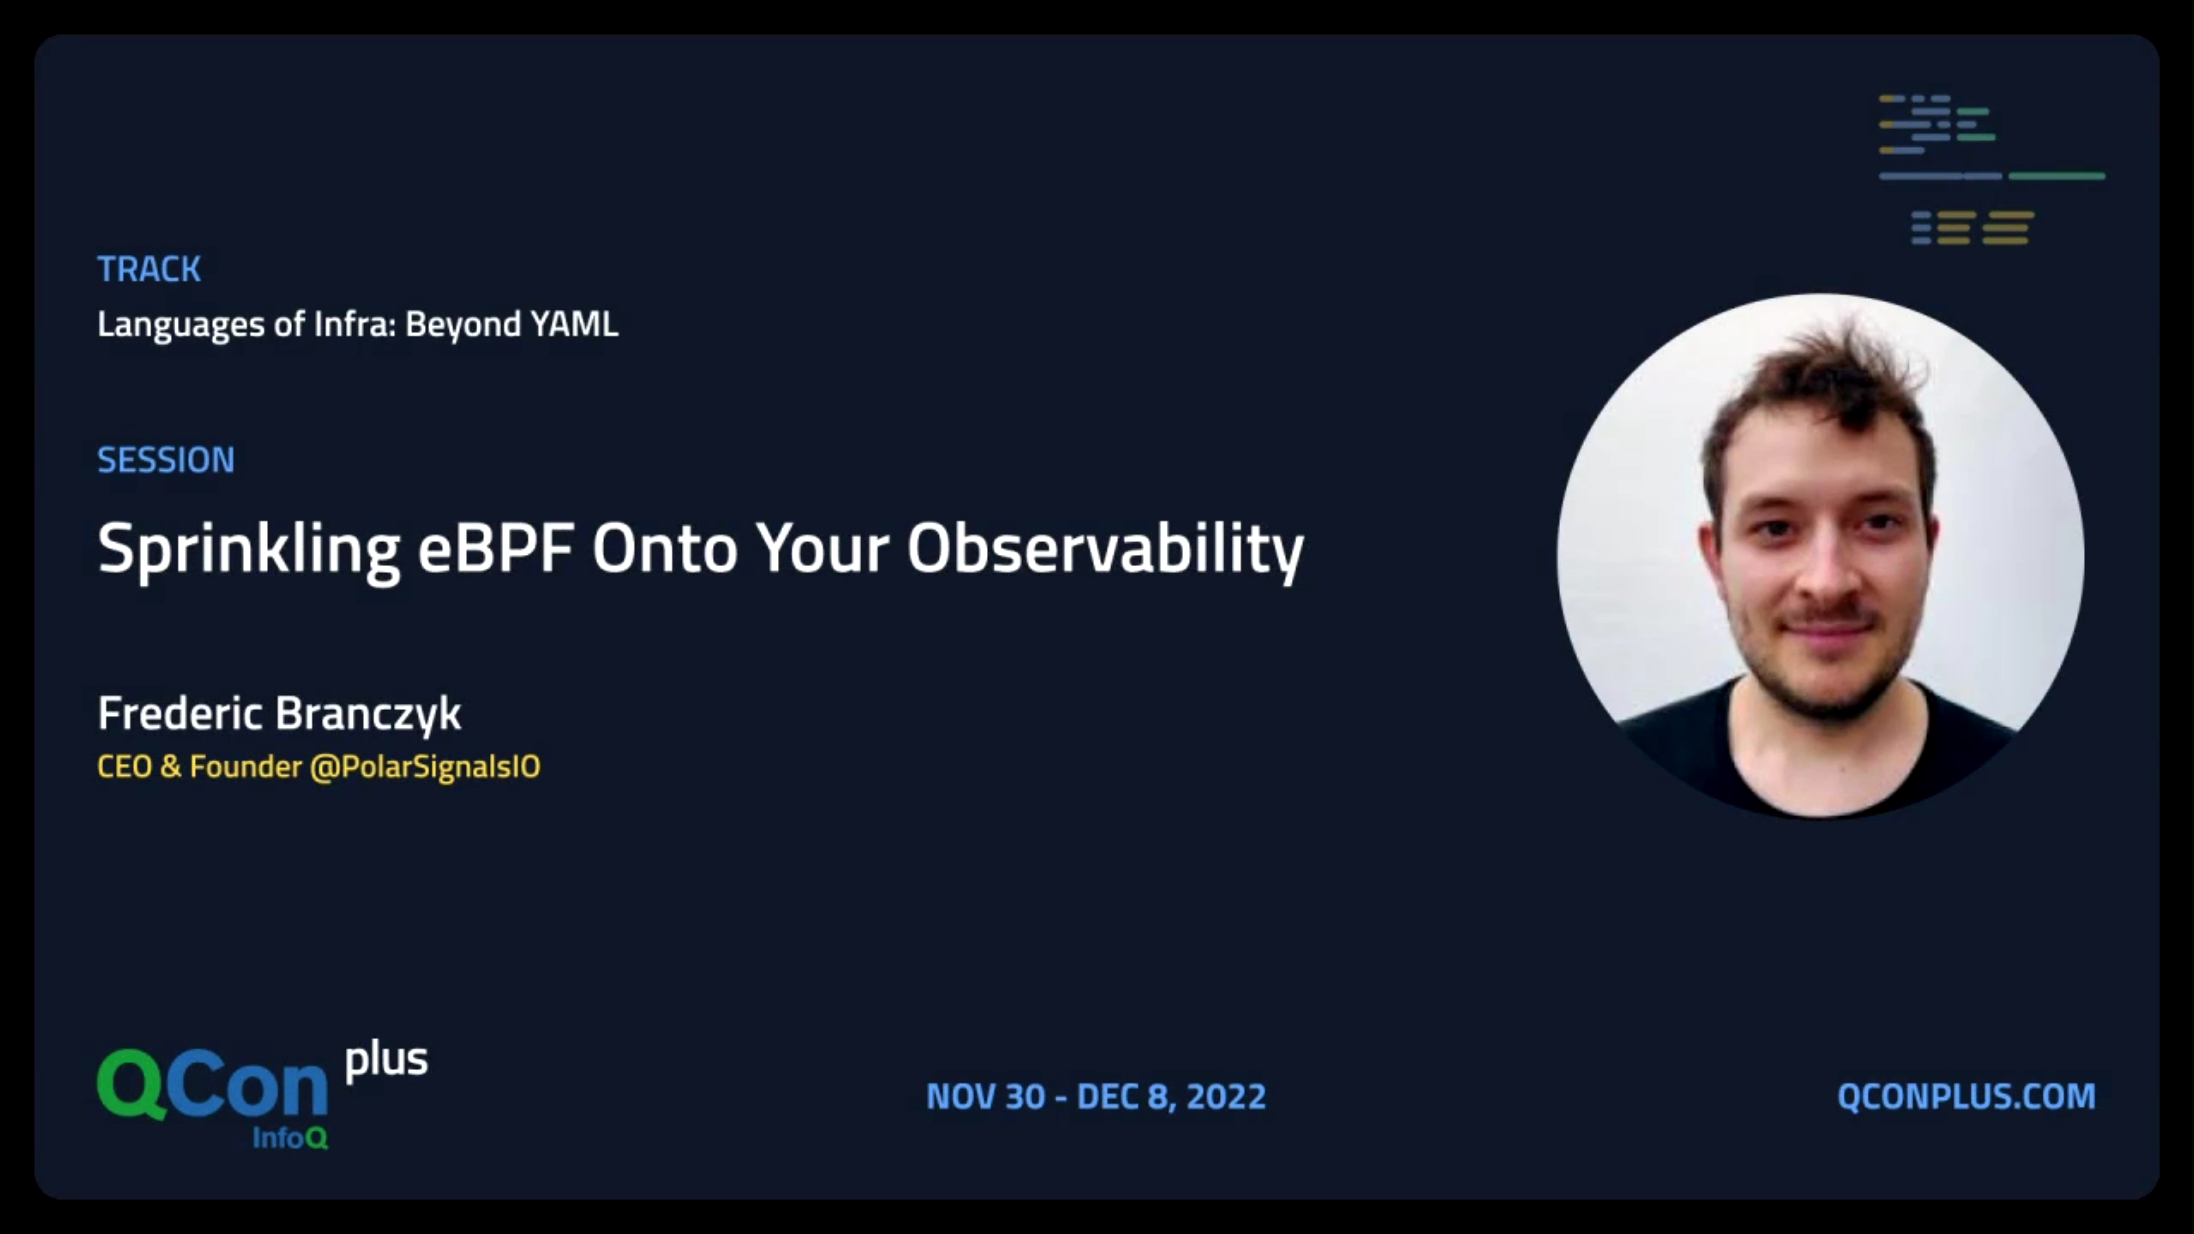 TRACK
Languages of Infra: Beyond YAML
SESSION
Sprinkling eBPF Onto Your Observability
Frederic Branczyk
CEO & Founder @PolarSignalsIO
QCon plus
InfoQ
NOV 30 - DEC 8, 2022
QCONPLUS.COM